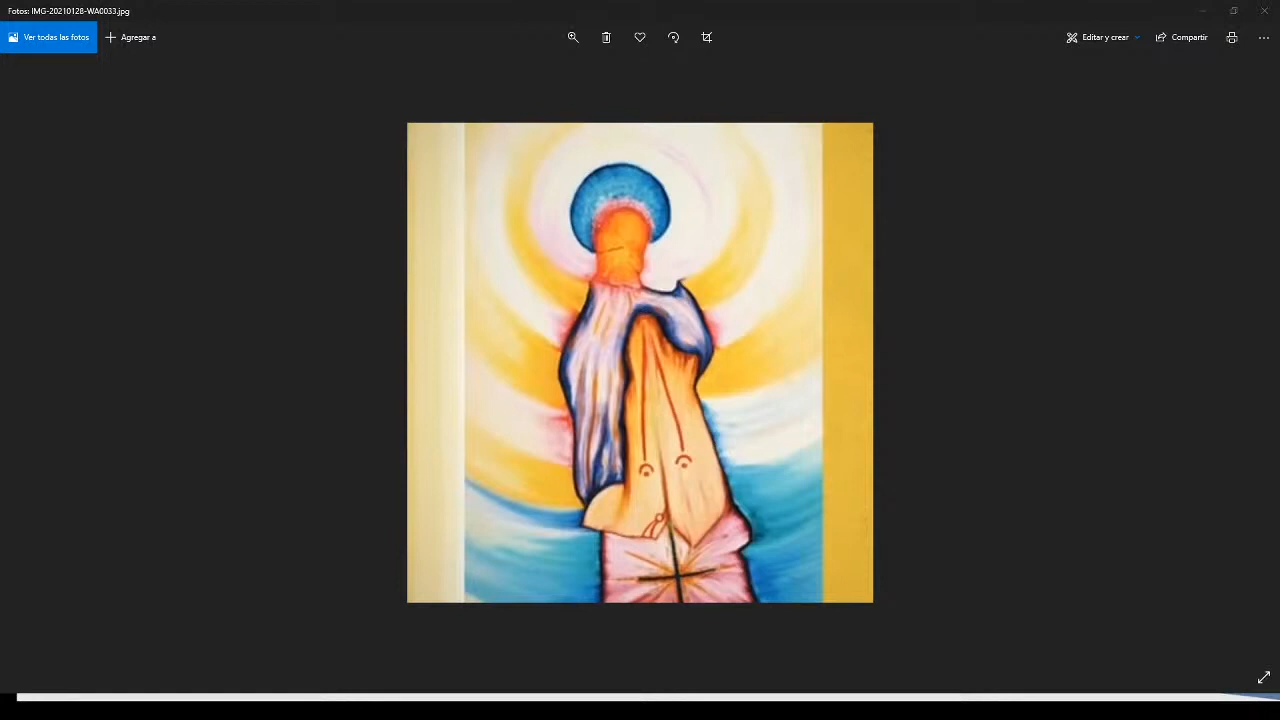 Fotos: IMG-20210128-WA0033.jpg
Ver todas las fotos
Agregar a
Editar y crear
Compartir